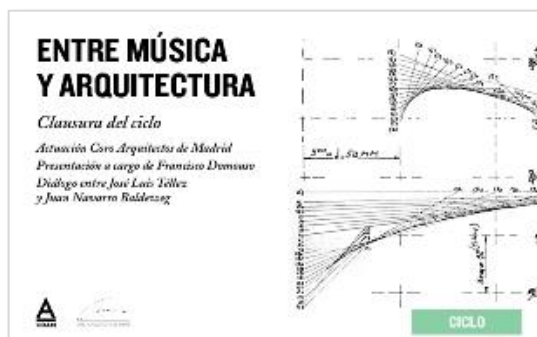 ENTRE MÚSICA
Y ARQUITECTURA
Clausura del ciclo
Actuación Coro Arquitectos de Madrid
Presentación a cargo de Francisco Domouso
Diálogo entre José Luis Téllez
y Juan Navarro Baldeweg
A
CICLO